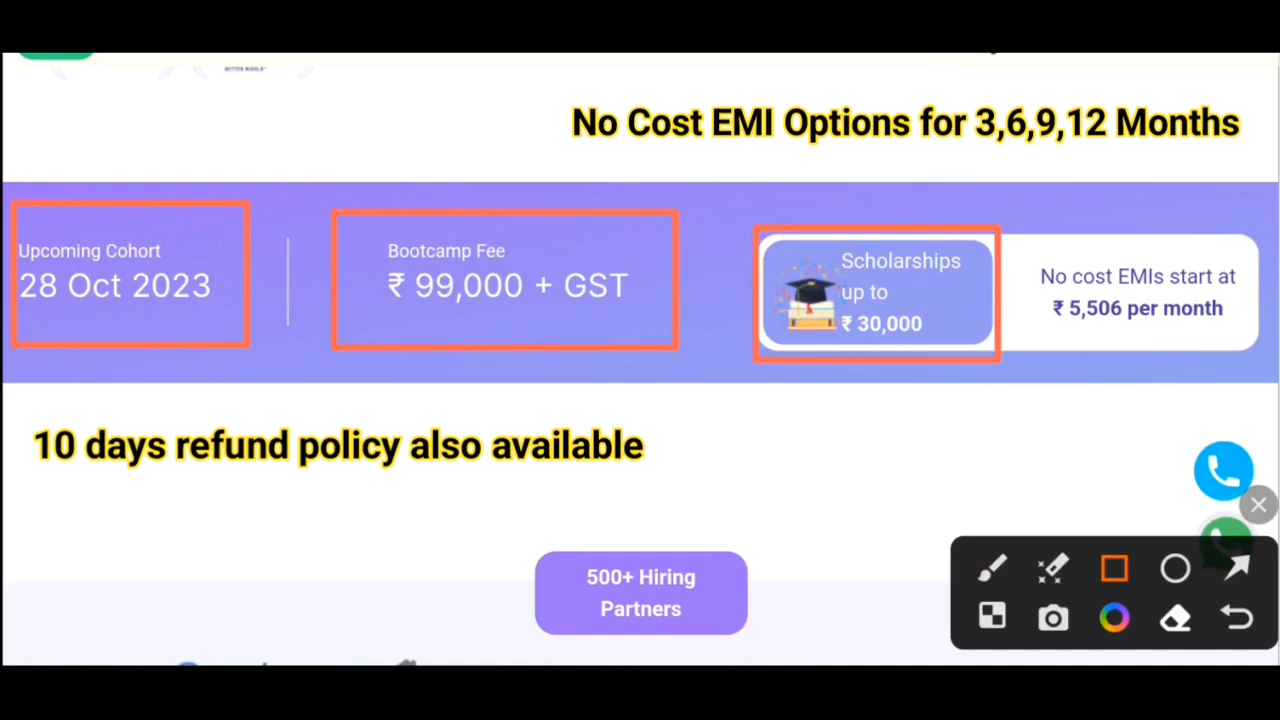 No Cost EMI Options for 3,6,9,12 Months
Upcoming Cohort
28 Oct 2023
Bootcamp Fee
₹ 99,000 + GST
Scholarships
up to
₹ 30,000
No cost EMIs start at
₹ 5,506 per month
10 days refund policy also available
500+ Hiring
Partners